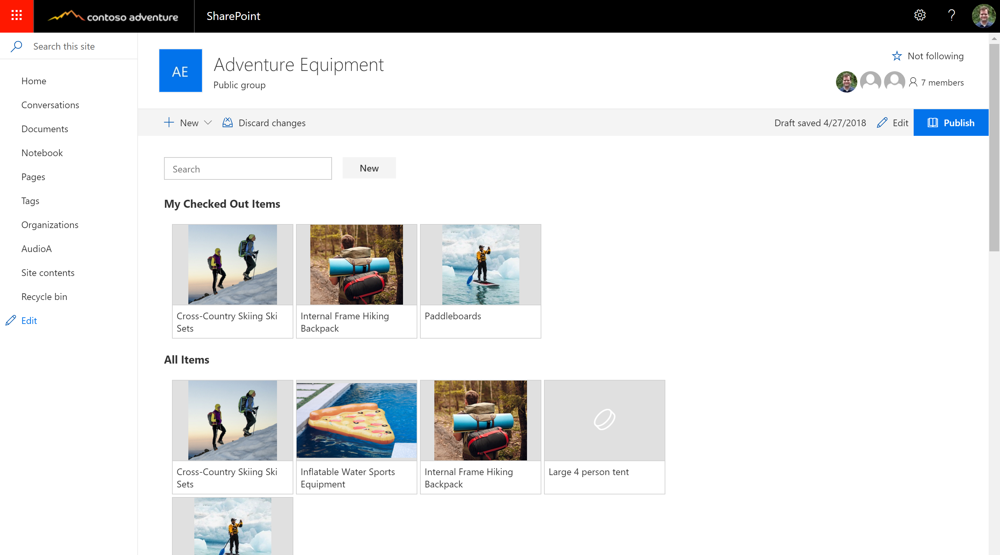 contoso adventure
SharePoint
Search this site
Home
Conversations
Documents
Notebook
Pages
Tags
Organizations
AudioA
Site contents
Recycle bin
Edit
AE
Adventure Equipment
Public group
Not following
7 members
New
Discard changes
Draft saved 4/27/2018
Edit
Publish
Search
New
My Checked Out Items
Cross-Country Skiing Ski
Sets
Internal Frame Hiking
Backpack
Paddleboards
All Items
Cross-Country Skiing Ski
Sets
Inflatable Water Sports
Equipment
Internal Frame Hiking
Backpack
Large 4 person tent